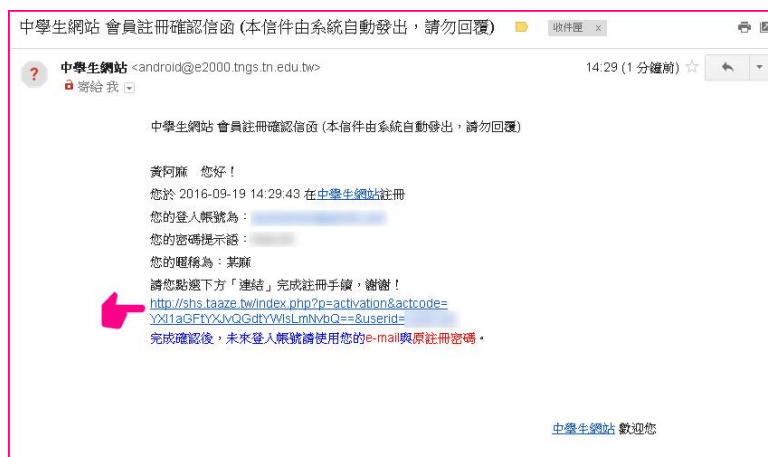 中學生網站 會員註冊確認信函 (本信件由系統自動發出，請勿回覆) 收件匣 x
中學生網站 <android@e2000.tngs.tn.edu.tw> 14:29 (1 分鐘前)
寄給 我
中學生網站 會員註冊確認信函 (本信件由系統自動發出，請勿回覆)
黃阿麻 您好！
您於 2016-09-19 14:29:43 在中學生網站註冊
您的登入帳號為：
您的密碼提示語：
您的暱稱為：某麻
請您點選下方「連結」完成註冊手續，謝謝！
http://shs.taaze.tw/index.php?p=activation&actcode=
YXl1aGFtYXJvQGdtYWlsLmNvbQ==&userid=
完成確認後，未來登入帳號請使用您的e-mail與原註冊密碼。
中學生網站 歡迎您